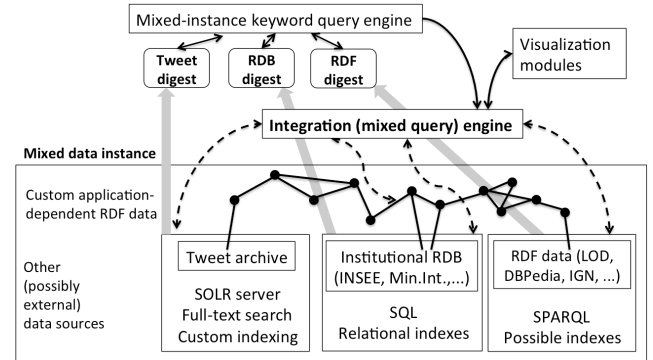 Mixed-instance keyword query engine
Tweet
digest
RDB
digest
RDF
digest
Visualization
modules
Integration (mixed query) engine
Mixed data instance
Custom application-
dependent RDF data
Other
(possibly
external)
data sources
Tweet archive
SOLR server
Full-text search
Custom indexing
Institutional RDB
(INSEE, Min.Int.,...)
SQL
Relational indexes
RDF data (LOD,
DBPedia, IGN, ...)
SPARQL
Possible indexes